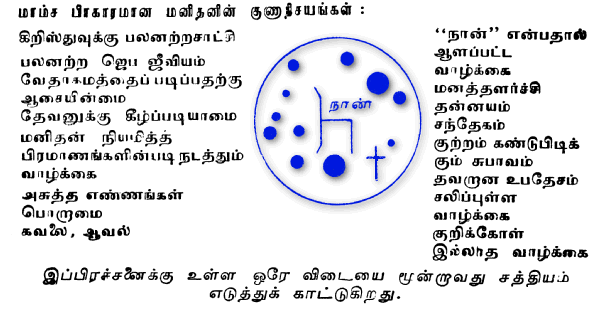 மாம்ச பிரகாரமான மனிதனின் குணாதிசயங்கள் :
கிறிஸ்துவுக்கு பலனற்றசாட்சி
பலனற்ற ஜெப ஜீவியம்
வேதாகமத்தைப் படிப்பதற்கு
ஆசையின்மை
தேவனுக்கு கீழ்ப்படியாமை
மனிதன் நியமித்த
பிரமாணங்களின்படி நடத்தும்
வாழ்க்கை
அசுத்த எண்ணங்கள்
பொறாமை
கவலை, ஆவல்
நான்
‘‘நான்’’ என்பதால்
ஆளப்பட்ட
வாழ்க்கை
மனத்தளர்ச்சி
தன்னயம்
சந்தேகம்
குற்றம் கண்டுபிடிக்
கும் சுபாவம்
தவறான உபதேசம்
சலிப்புள்ள
வாழ்க்கை
குறிக்கோள்
இல்லாத வாழ்க்கை
இப்பிரச்சனைக்கு உள்ள ஒரே விடையை மூன்றாவது சத்தியம்
எடுத்துக் காட்டுகிறது.